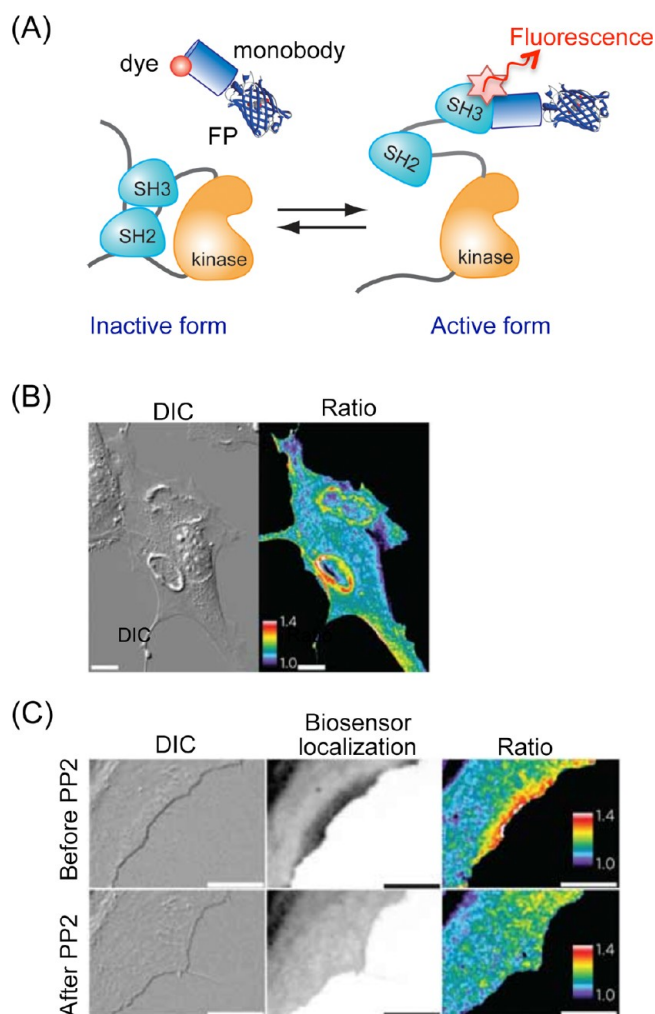 (A)
dye
monobody
FP
Fluorescence
SH3
SH2
kinase
SH3
SH2
kinase
Inactive form
Active form
(B)
DIC
Ratio
DIC
1.4
1.0
(C)
DIC
Biosensor
localization
Ratio
Before PP2
1.4
1.0
After PP2
1.4
1.0